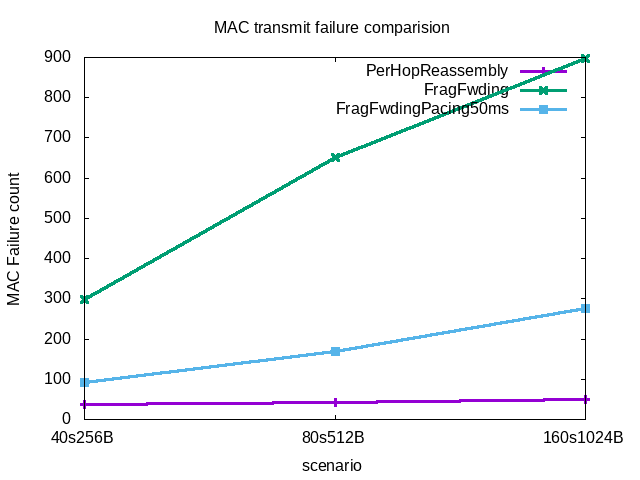 MAC transmit failure comparision
PerHopReassembly
FragFwding
FragFwdingPacing50ms
900
800
700
600
500
400
300
200
100
0
MAC Failure count
40s256B 80s512B 160s1024B
scenario